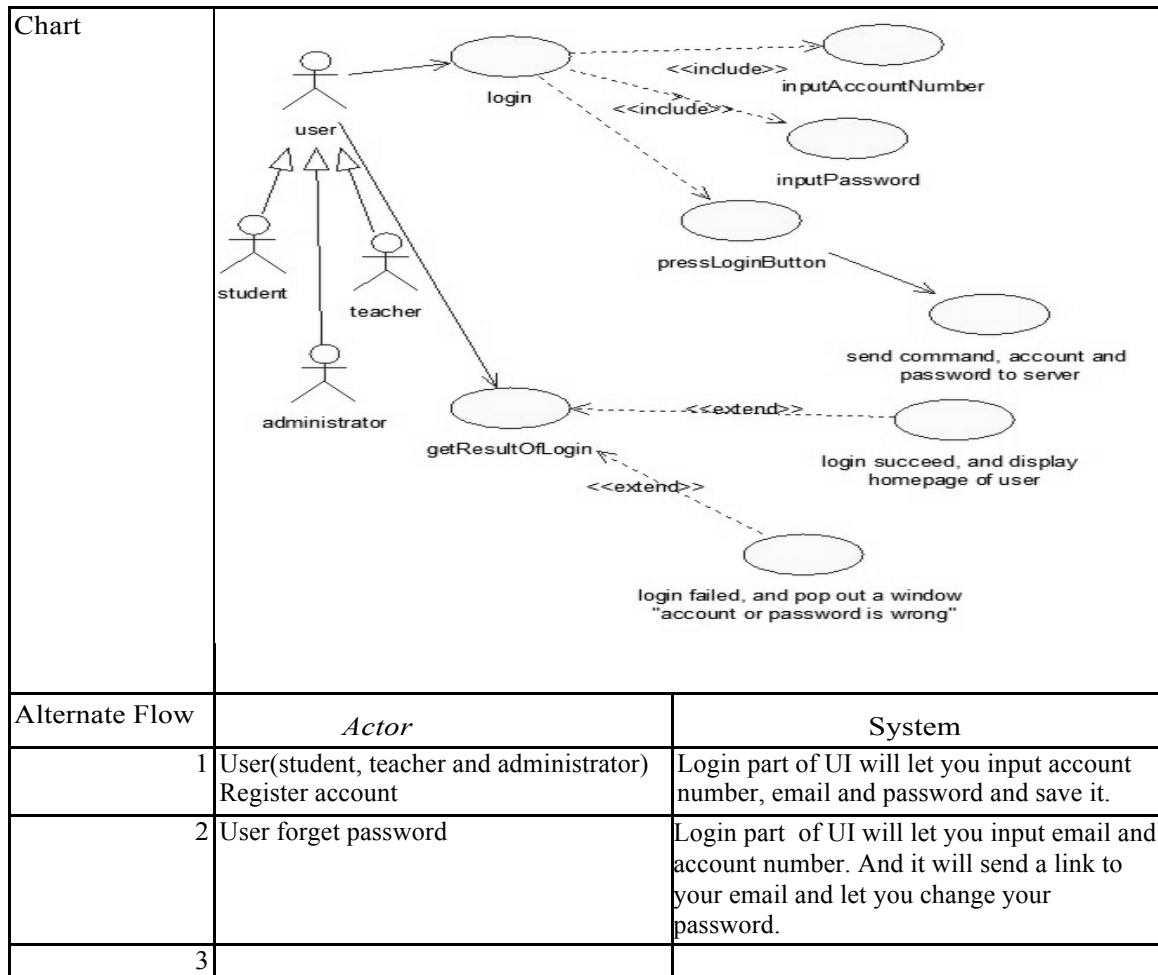 Chart
<<include>>
inputAccountNumber
login
<<include>>
user
inputPassword
pressLoginButton
student
teacher
send command, account and
password to server
administrator
<<extend>>
getResultOfLogin
login succeed, and display
homepage of user
<<extend>>
login failed, and pop out a window
"account or password is wrong"
Alternate Flow
Actor
System
1
User(student, teacher and administrator)
Register account
Login part of UI will let you input account
number, email and password and save it.
2
User forget password
Login part of UI will let you input email and
account number. And it will send a link to
your email and let you change your
password.
3